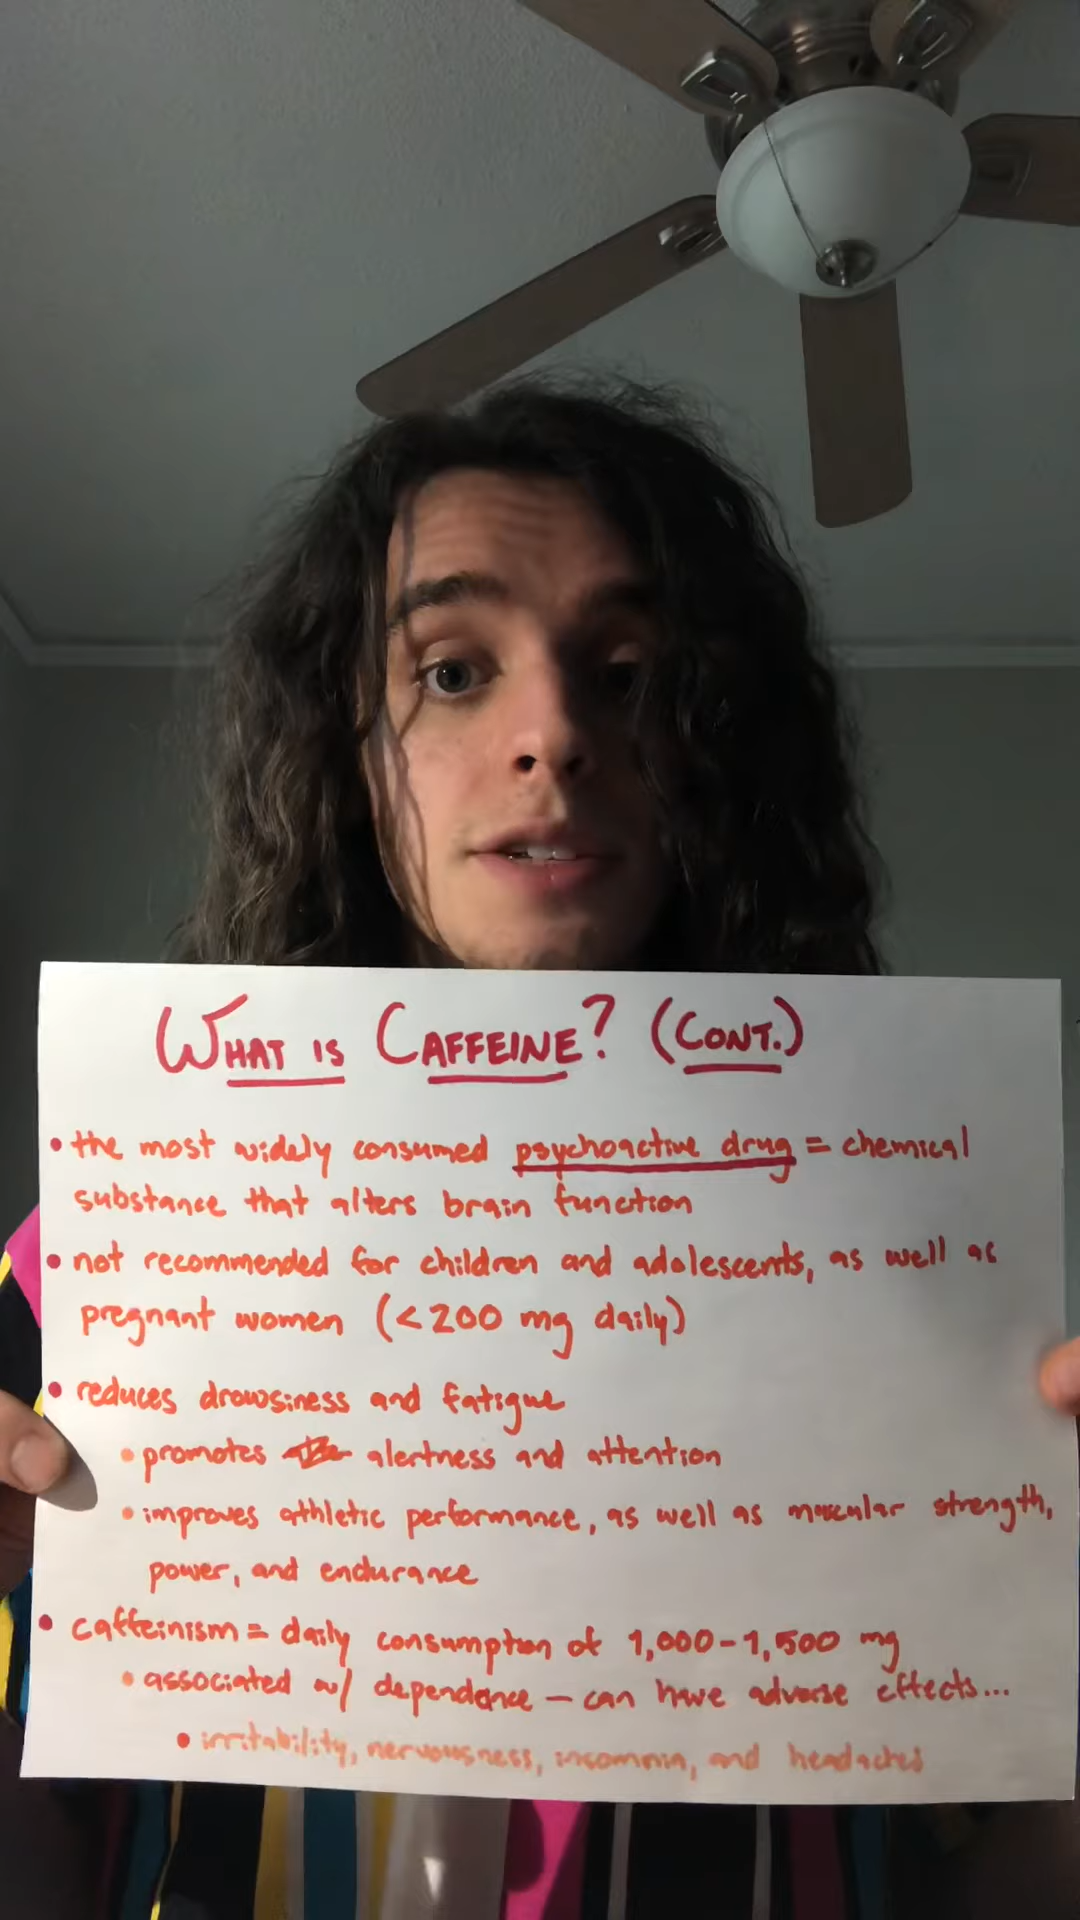 WHAT IS CAFFEINE? (CONT.)
• the most widely consumed psychoactive drug = chemical
substance that alters brain function
• not recommended for children and adolescents, as well as
pregnant women (<200 mg daily)
• reduces drowsiness and fatigue
• promotes alertness and attention
• improves athletic performance, as well as muscular strength,
power, and endurance
• caffeinism = daily consumption of 1,000-1,500 mg
• associated w/ dependence - can have adverse effects...
• irritability, nervousness, insomnia, and headaches